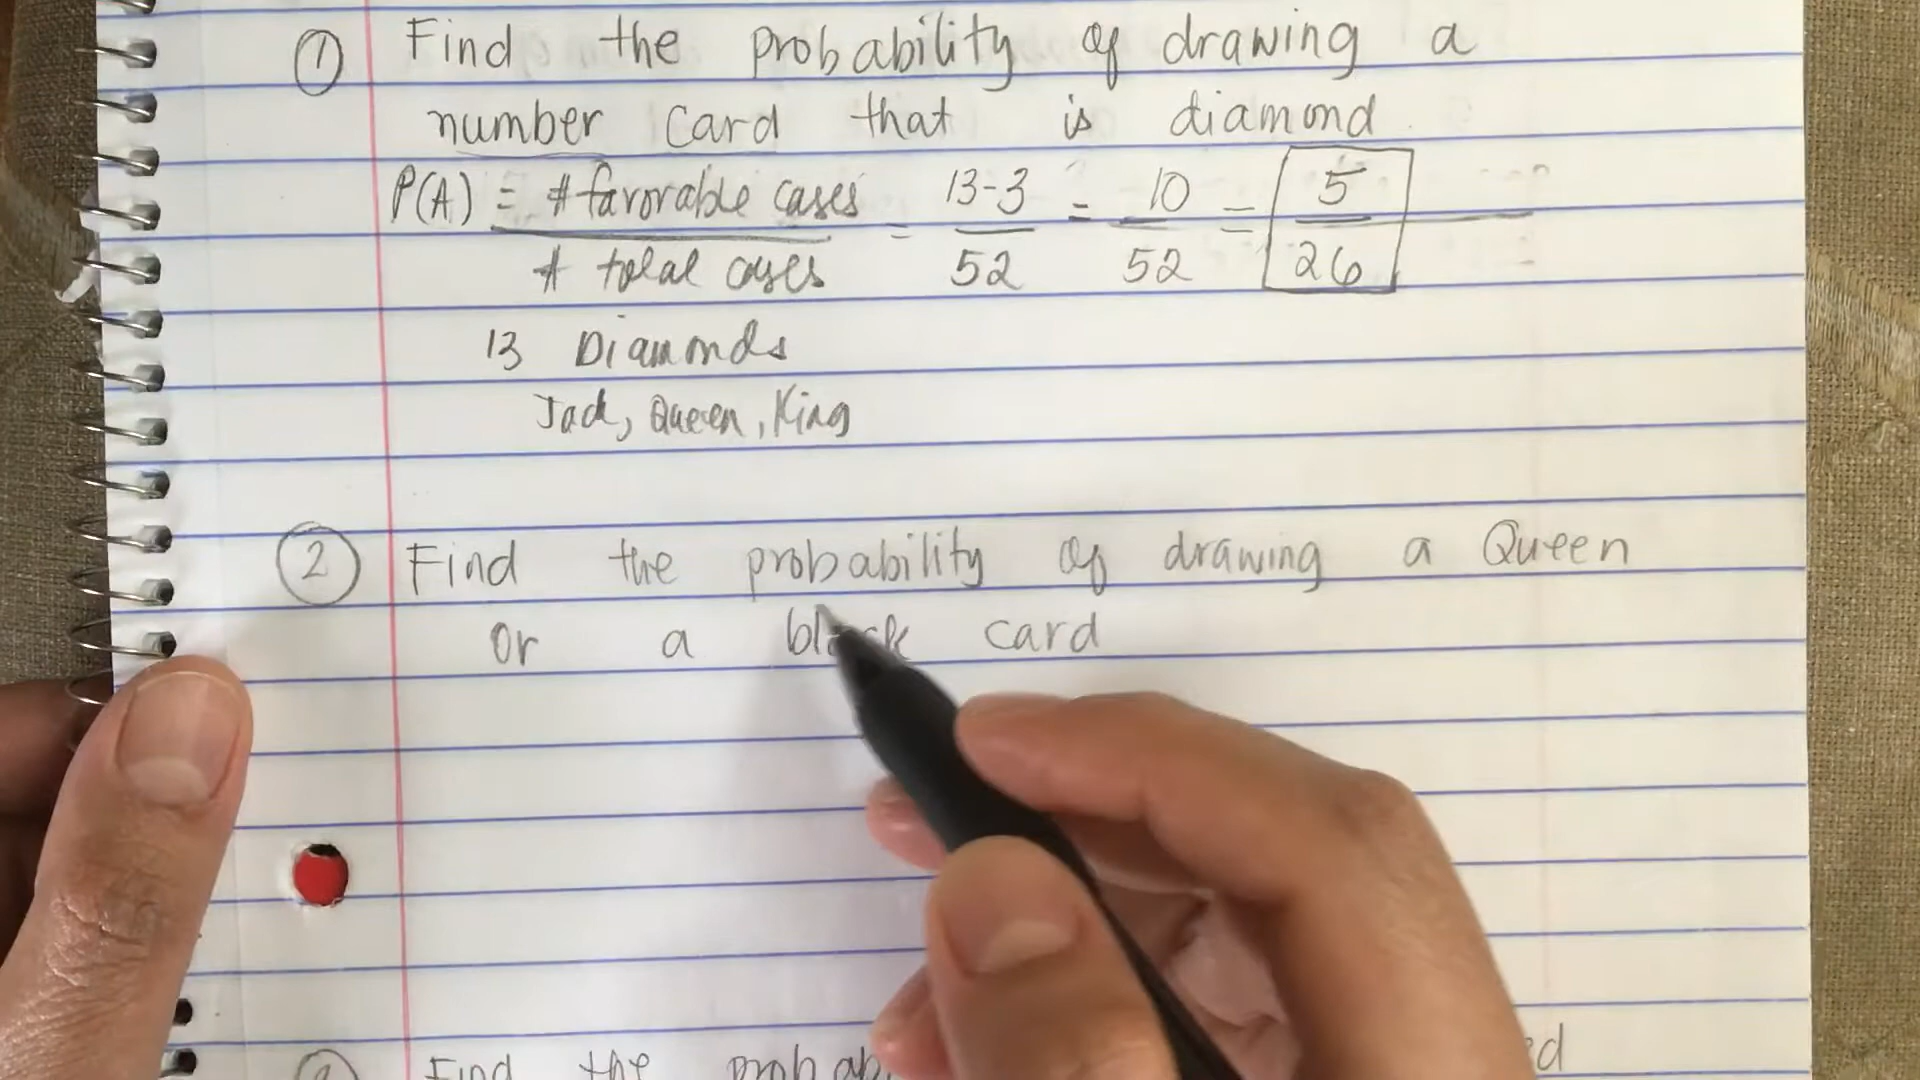 ① Find the probability of drawing a
number card that is diamond
P(A) = # favorable cases / # total cases = 13-3 / 52 = 10 / 52 = 5 / 26
13 Diamonds
Jack, Queen, King
② Find the probability of drawing a Queen
or a black card
Find the